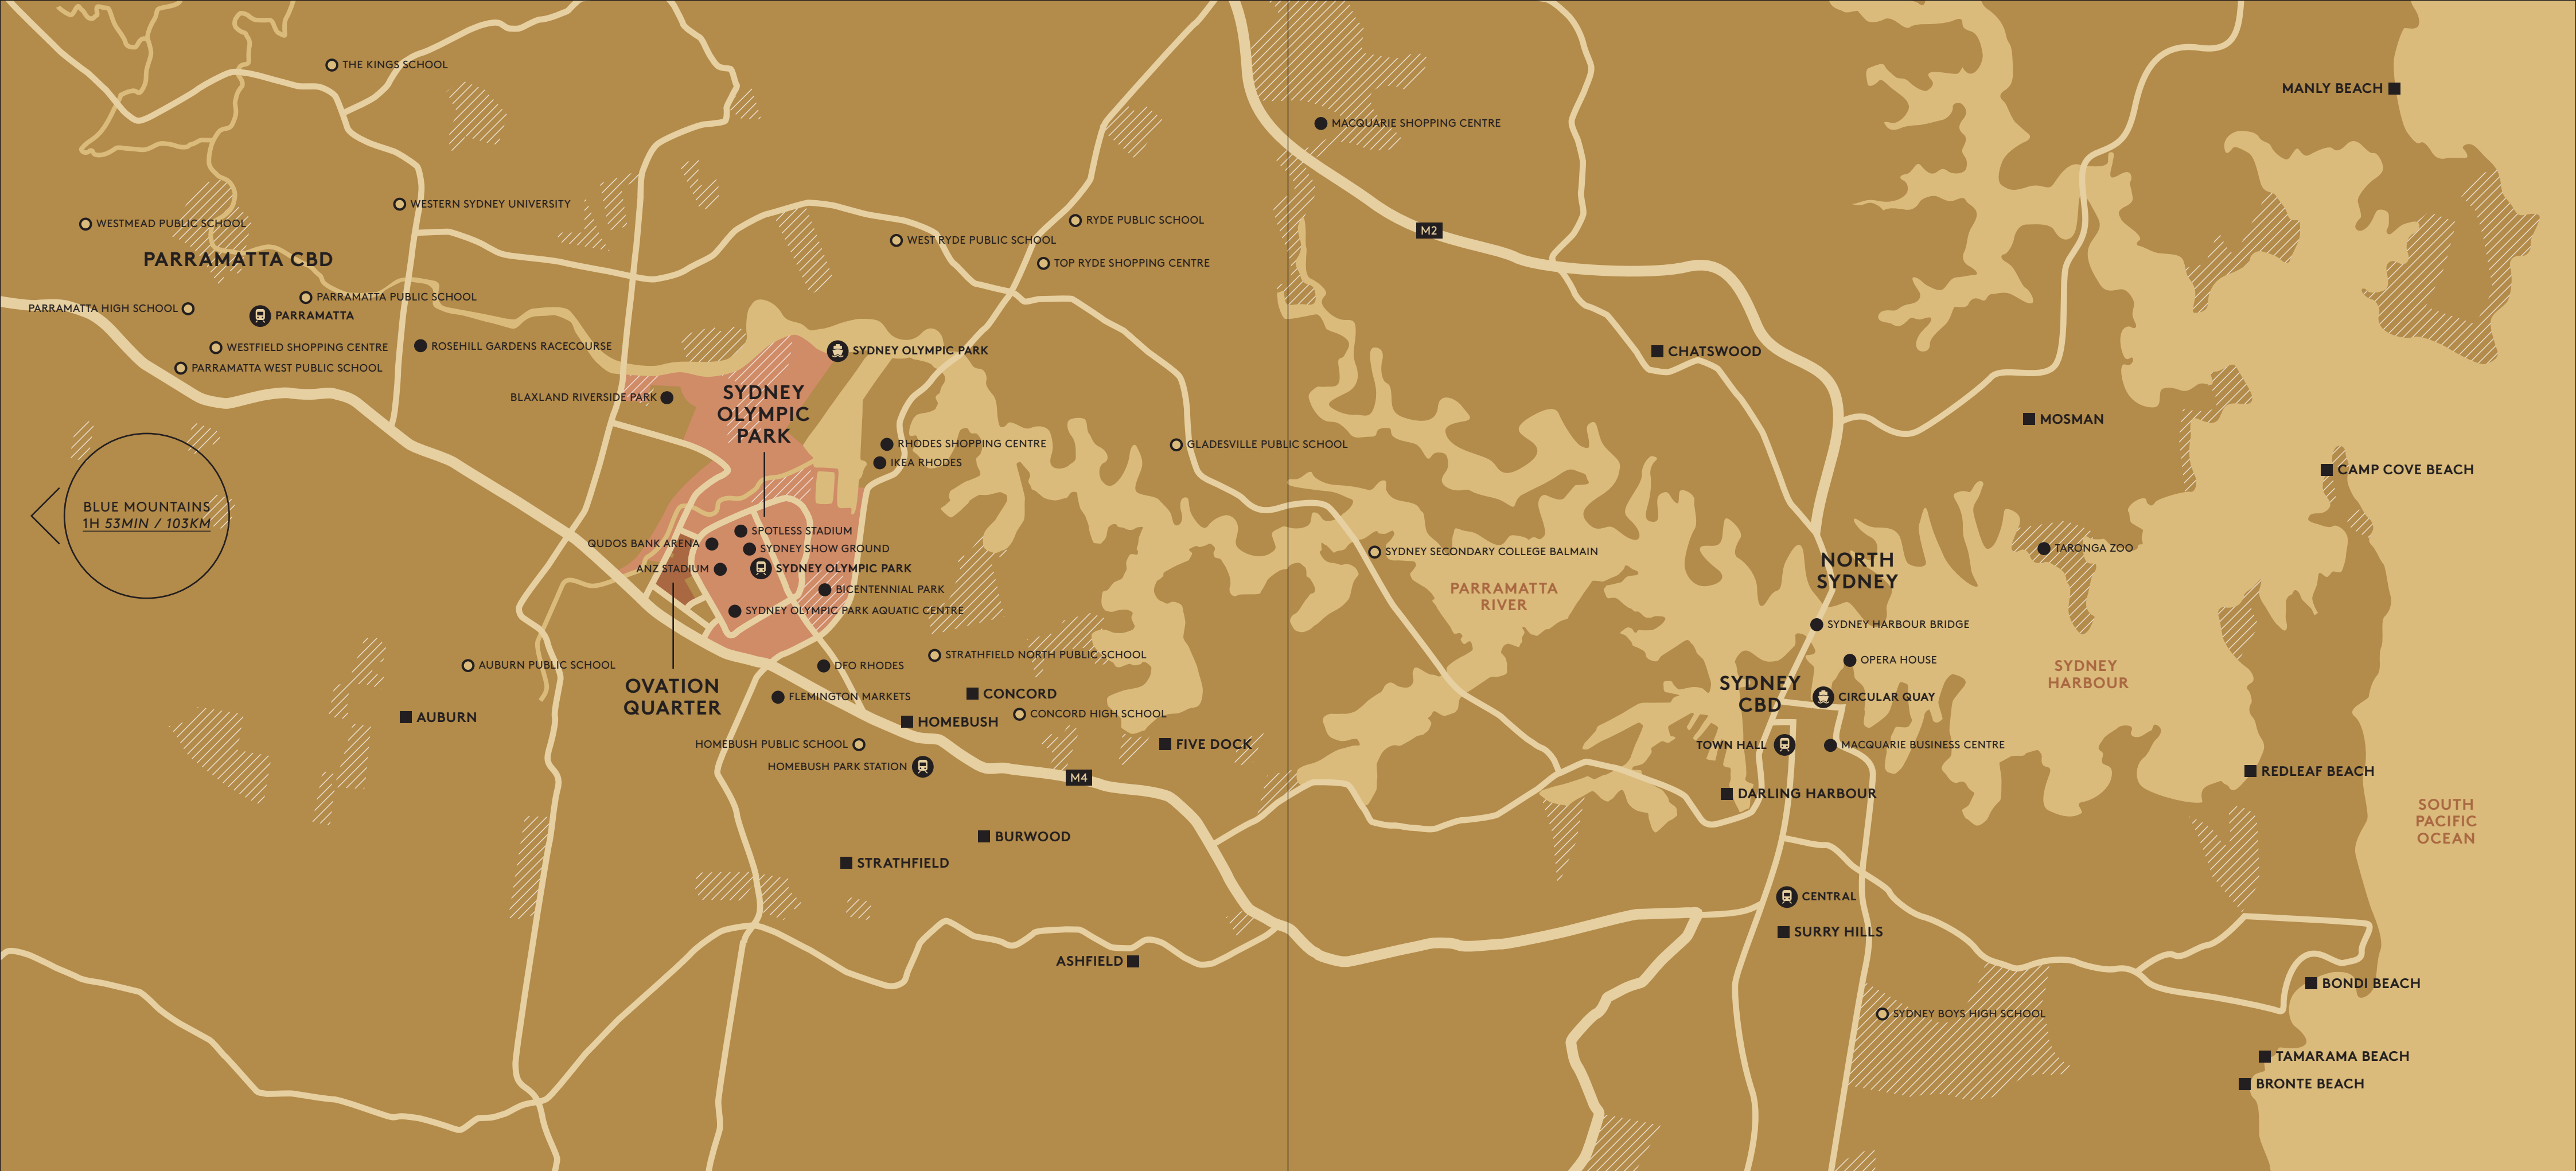 THE KINGS SCHOOL
MANLY BEACH
MACQUARIE SHOPPING CENTRE
WESTERN SYDNEY UNIVERSITY
WESTMEAD PUBLIC SCHOOL
RYDE PUBLIC SCHOOL
M2
WEST RYDE PUBLIC SCHOOL
PARRAMATTA CBD
TOP RYDE SHOPPING CENTRE
PARRAMATTA PUBLIC SCHOOL
PARRAMATTA HIGH SCHOOL
PARRAMATTA
WESTFIELD SHOPPING CENTRE
ROSEHILL GARDENS RACECOURSE
PARRAMATTA WEST PUBLIC SCHOOL
SYDNEY OLYMPIC PARK
CHATSWOOD
BLAXLAND RIVERSIDE PARK
SYDNEY
OLYMPIC
PARK
MOSMAN
RHODES SHOPPING CENTRE
IKEA RHODES
GLADESVILLE PUBLIC SCHOOL
CAMP COVE BEACH
BLUE MOUNTAINS
1H 53MIN / 103KM
SPOTLESS STADIUM
QUDOS BANK ARENA
SYDNEY SHOW GROUND
ANZ STADIUM
SYDNEY OLYMPIC PARK
BICENTENNIAL PARK
SYDNEY OLYMPIC PARK AQUATIC CENTRE
SYDNEY SECONDARY COLLEGE BALMAIN
PARRAMATTA
RIVER
NORTH
SYDNEY
TARONGA ZOO
SYDNEY HARBOUR BRIDGE
OPERA HOUSE
SYDNEY
HARBOUR
AUBURN PUBLIC SCHOOL
STRATHFIELD NORTH PUBLIC SCHOOL
DFO RHODES
OVATION
QUARTER
FLEMINGTON MARKETS
CONCORD
CONCORD HIGH SCHOOL
AUBURN
HOMEBUSH
SYDNEY
CBD
CIRCULAR QUAY
HOMEBUSH PUBLIC SCHOOL
FIVE DOCK
TOWN HALL
MACQUARIE BUSINESS CENTRE
HOMEBUSH PARK STATION
M4
REDLEAF BEACH
DARLING HARBOUR
SOUTH
PACIFIC
OCEAN
BURWOOD
STRATHFIELD
CENTRAL
SURRY HILLS
ASHFIELD
BONDI BEACH
SYDNEY BOYS HIGH SCHOOL
TAMARAMA BEACH
BRONTE BEACH